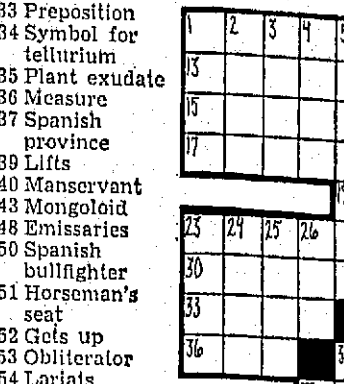 33 Preposition
34 Symbol for
tellurium
35 Plant exudate
36 Measure
37 Spanish
province
39 Lifts
40 Manservant
43 Mongoloid
48 Emissaries
50 Spanish
bullfighter
51 Horseman's
seat
52 Gets up
53 Obliterator
54 Lariats
1 2 3 4 5
13
15
17
23 24 25 26
30
33
36